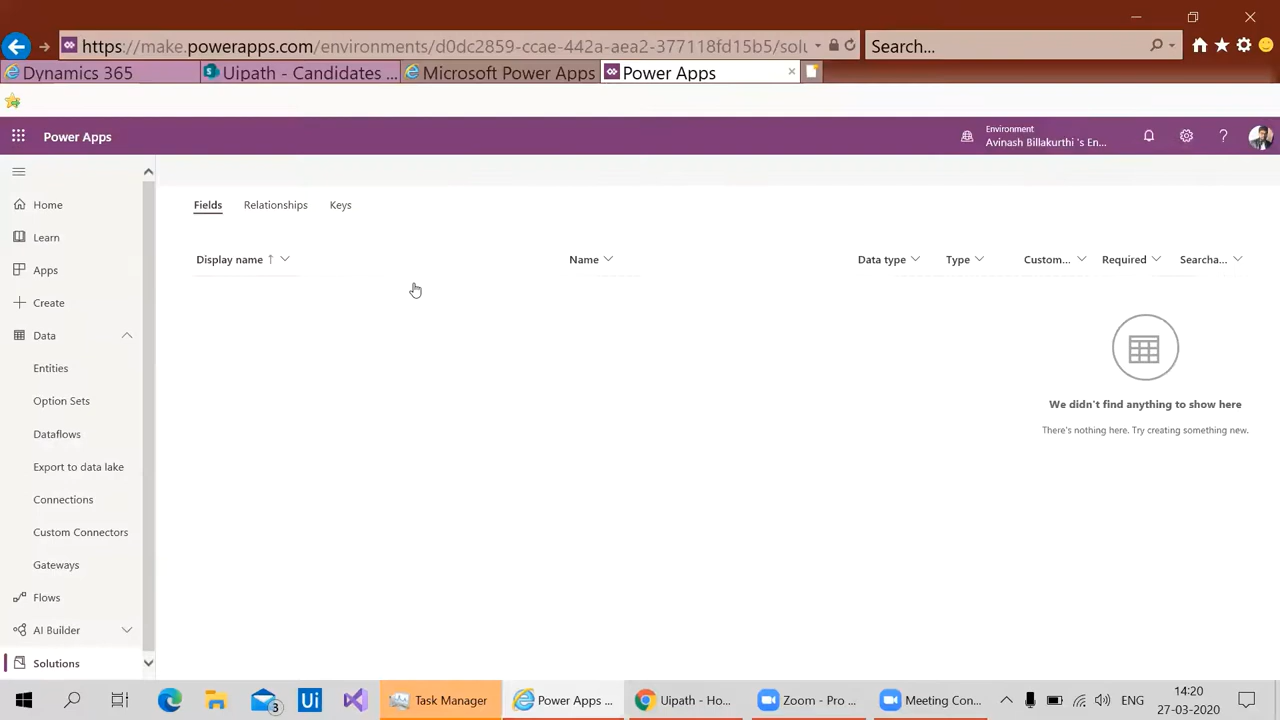 https://make.powerapps.com/environments/d0dc2859-ccae-442a-aea2-377118fd15b5/solu
Search...
Dynamics 365
Uipath - Candidates ...
Microsoft Power Apps
Power Apps
Power Apps
Environment
Avinash Billakurthi 's En...
Home
Learn
Apps
Create
Data
Entities
Option Sets
Dataflows
Export to data lake
Connections
Custom Connectors
Gateways
Flows
AI Builder
Solutions
Fields
Relationships
Keys
Display name
Name
Data type
Type
Custom...
Required
Searcha...
We didn't find anything to show here
There's nothing here. Try creating something new.
3
Ui
Task Manager
Power Apps ...
Uipath - Ho...
Zoom - Pro ...
Meeting Con...
ENG
14:20
27-03-2020